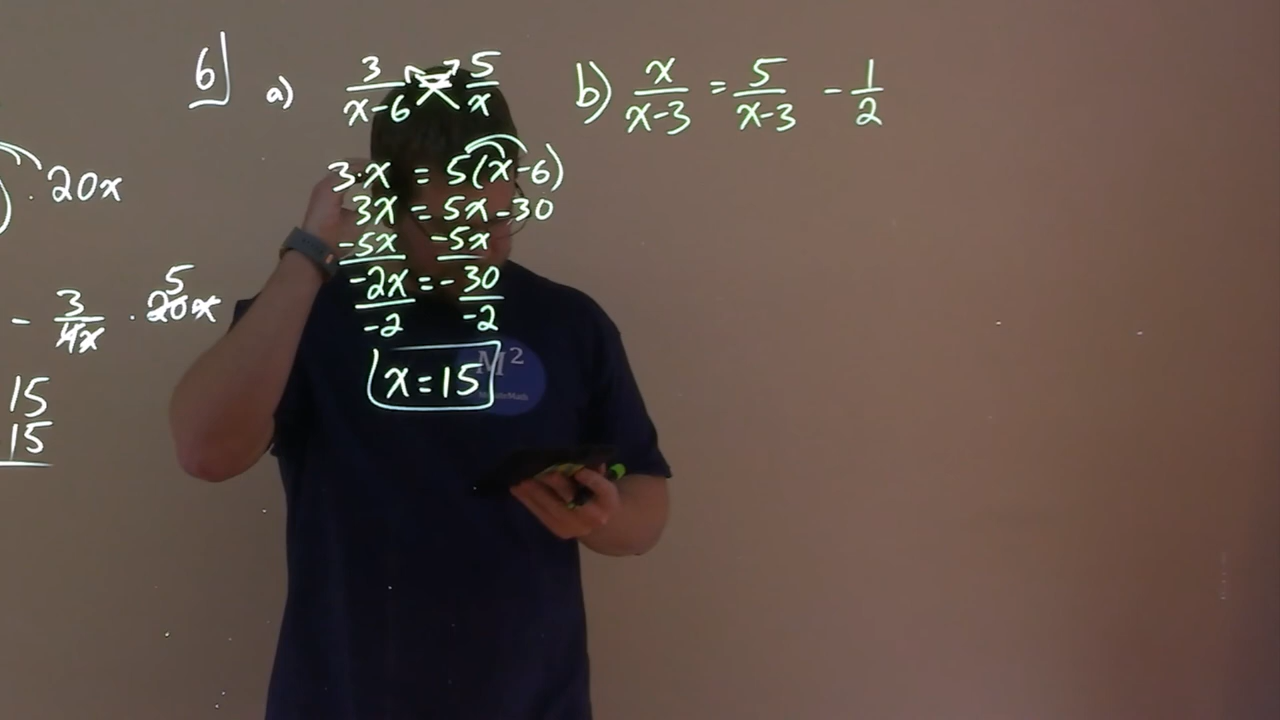 6) a) 3/(x-6) = 5/x
3·x = 5(x-6)
3x = 5x-30
-5x -5x
-2x = -30
-2 -2
x=15
b) x/(x-3) = 5/(x-3) - 1/2
) · 20x
- 3/4x · 20x
5
15
15
M²